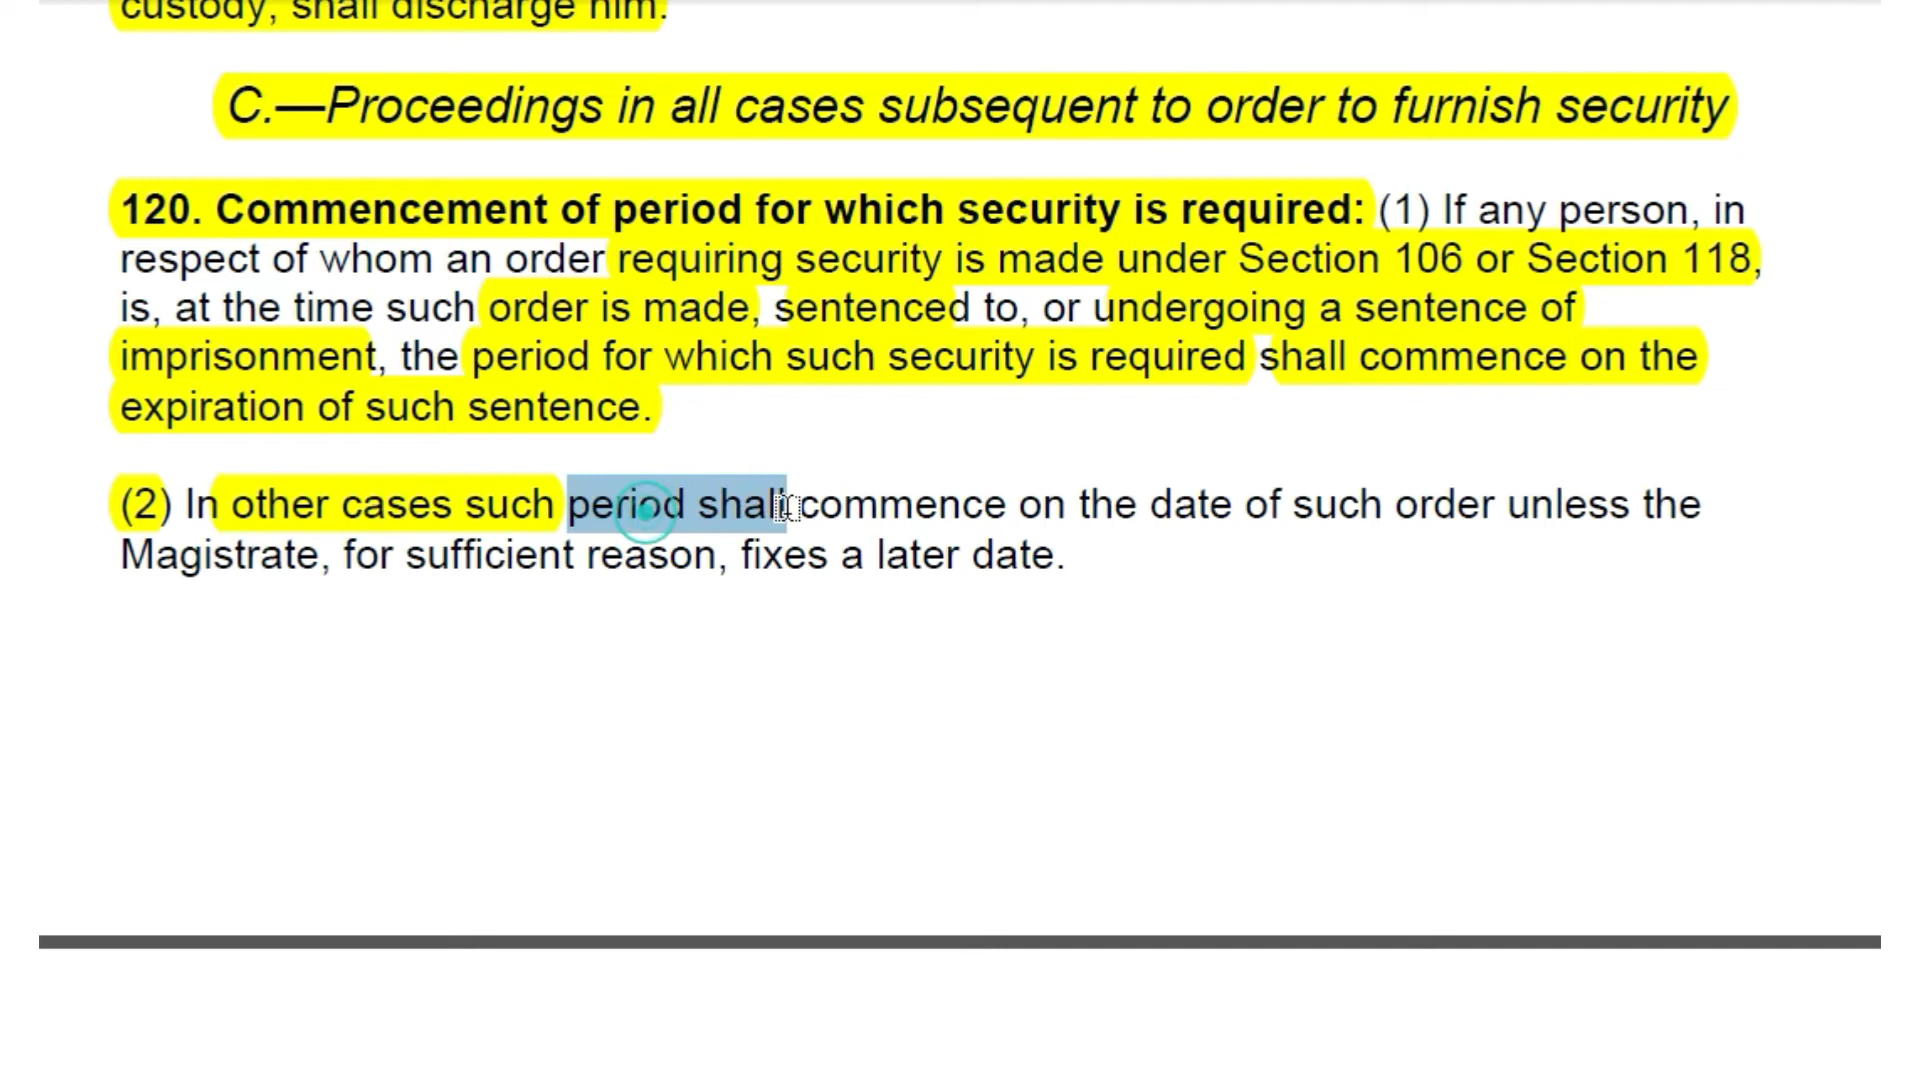 custody, shall discharge him.
C.—Proceedings in all cases subsequent to order to furnish security
120. Commencement of period for which security is required: (1) If any person, in
respect of whom an order requiring security is made under Section 106 or Section 118,
is, at the time such order is made, sentenced to, or undergoing a sentence of
imprisonment, the period for which such security is required shall commence on the
expiration of such sentence.
(2) In other cases such period shall commence on the date of such order unless the
Magistrate, for sufficient reason, fixes a later date.